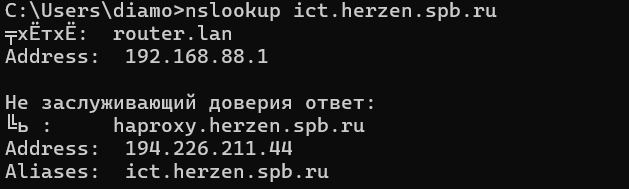 C:\Users\diamo>nslookup ict.herzen.spb.ru
╤хЁтхЁ:  router.lan
Address:  192.168.88.1

Не заслуживающий доверия ответ:
╚ь :     haproxy.herzen.spb.ru
Address:  194.226.211.44
Aliases:  ict.herzen.spb.ru